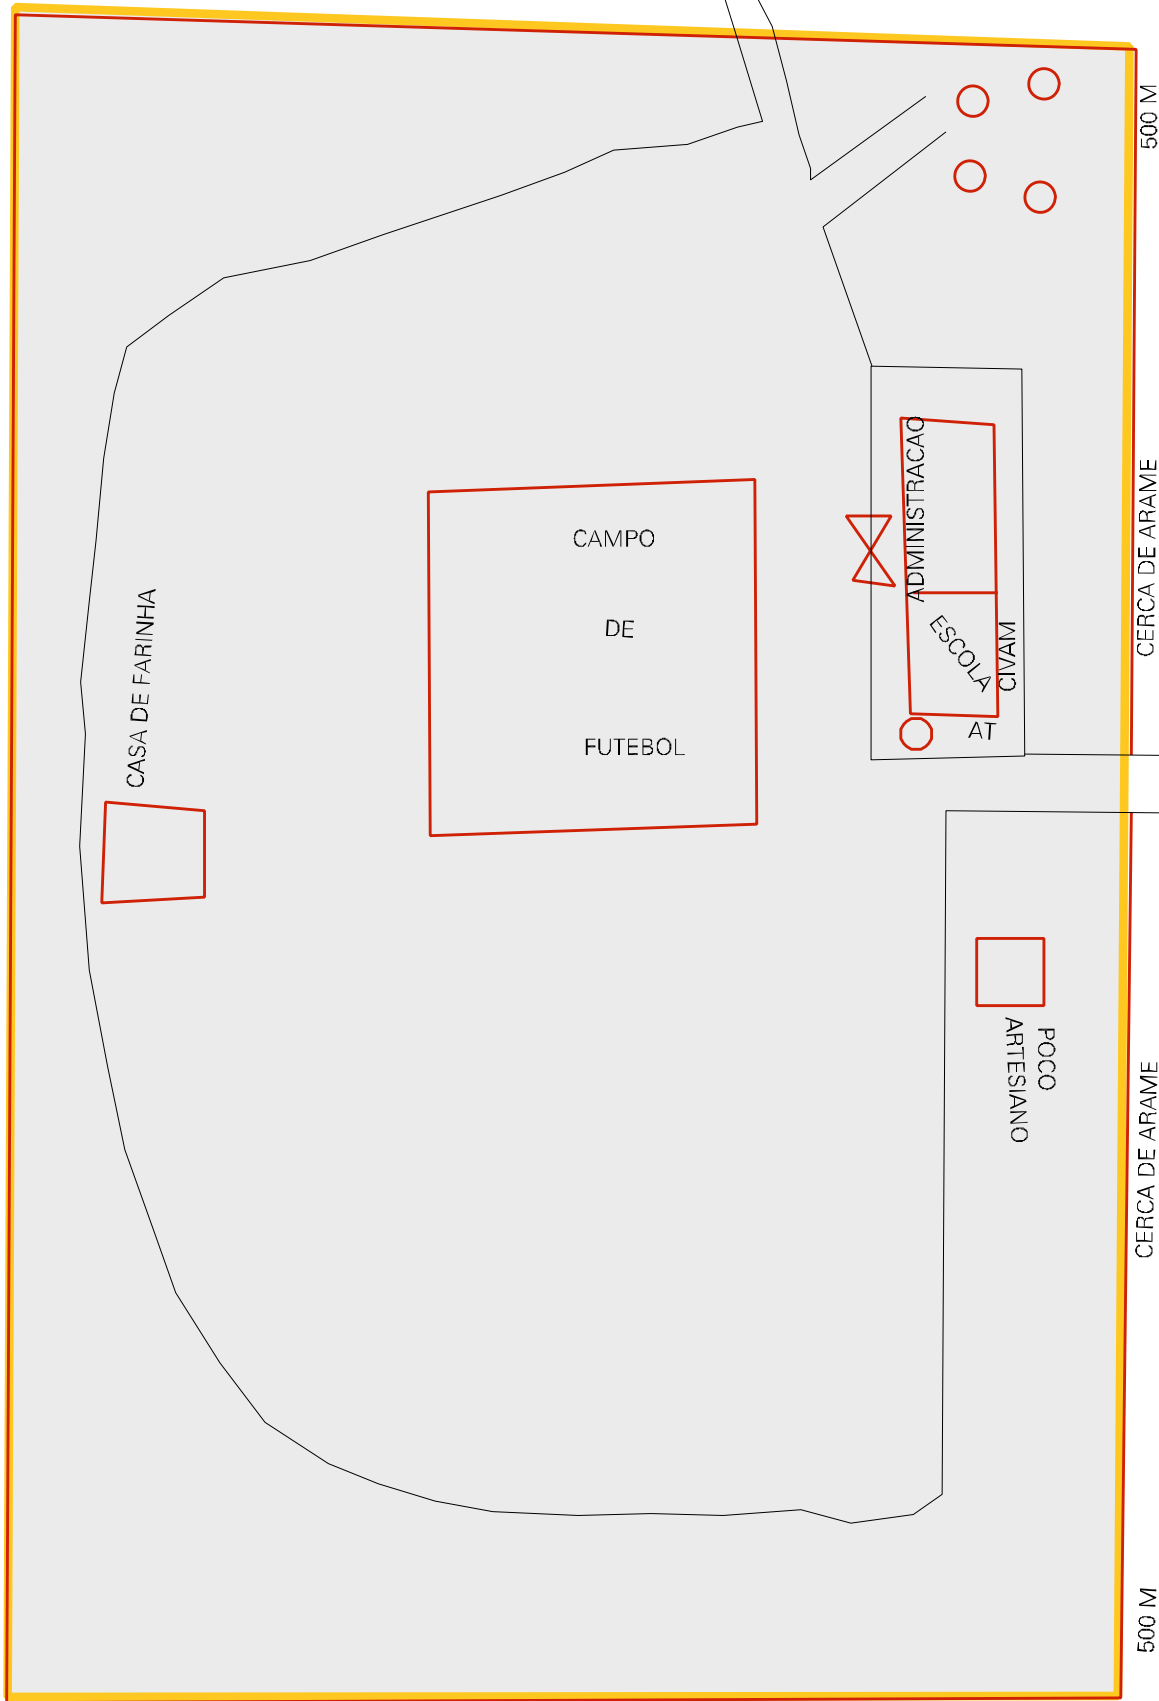 500 M
CERCA DE ARAME
ADMINISTRACAO
CAMPO
DE
FUTEBOL
ESCOLA
CIVAM
AT
CASA DE FARINHA
POCO
ARTESIANO
CERCA DE ARAME
500 M